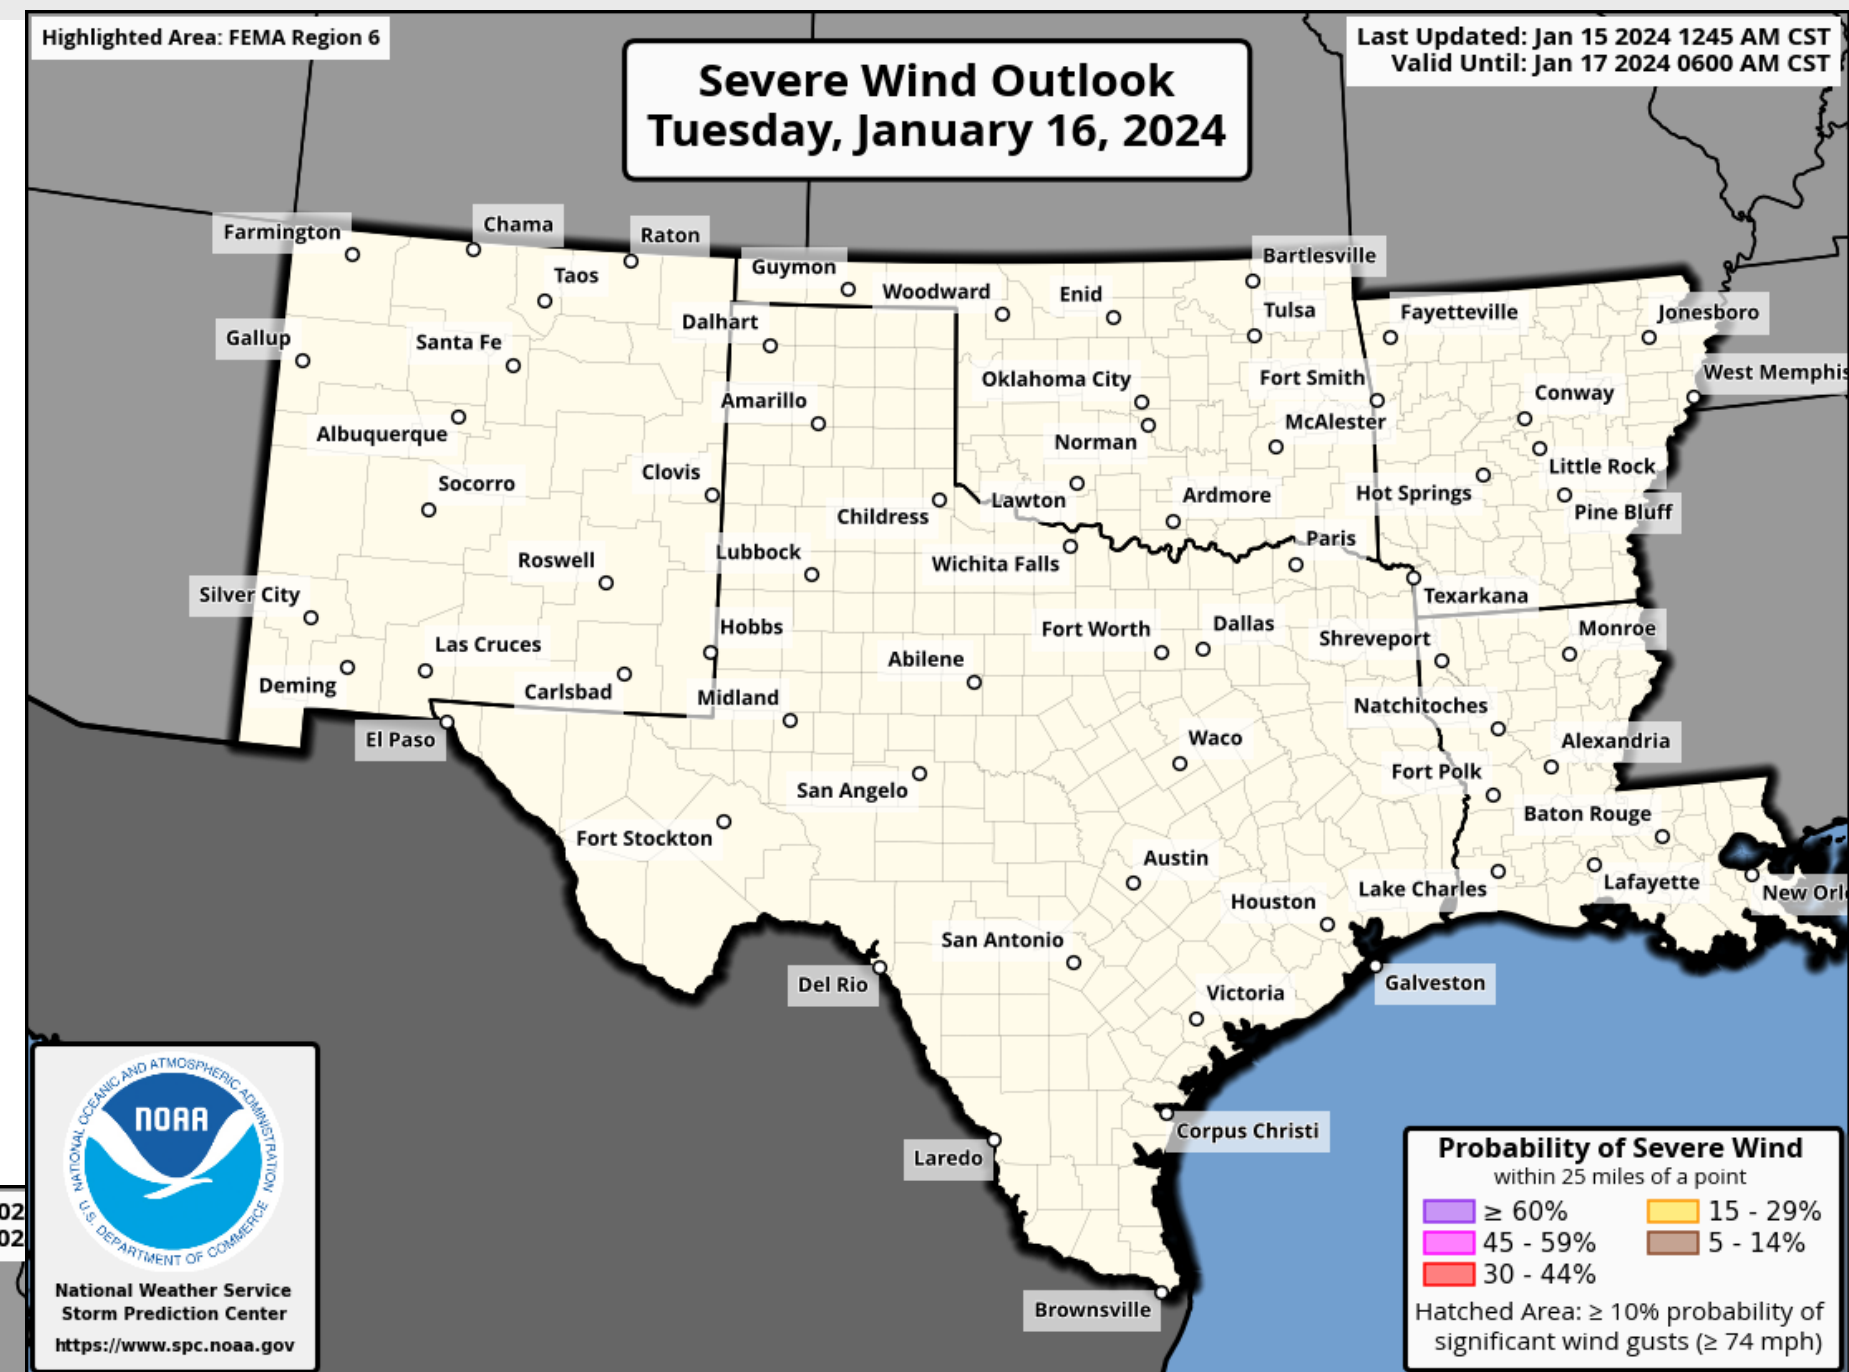 Highlighted Area: FEMA Region 6
Last Updated: Jan 15 2024 1245 AM CST
Valid Until: Jan 17 2024 0600 AM CST
Severe Wind Outlook
Tuesday, January 16, 2024
Farmington
Chama
Raton
Taos
Guymon
Woodward
Enid
Bartlesville
Tulsa
Fayetteville
Jonesboro
Gallup
Santa Fe
Dalhart
Oklahoma City
Fort Smith
Conway
West Memphis
Albuquerque
Amarillo
Norman
McAlester
Little Rock
Socorro
Clovis
Childress
Lawton
Ardmore
Hot Springs
Pine Bluff
Roswell
Lubbock
Wichita Falls
Paris
Texarkana
Silver City
Las Cruces
Hobbs
Abilene
Fort Worth
Dallas
Shreveport
Monroe
Deming
Carlsbad
Midland
Natchitoches
El Paso
San Angelo
Waco
Alexandria
Fort Polk
Fort Stockton
Baton Rouge
Austin
Houston
Lake Charles
Lafayette
New Orl
San Antonio
Del Rio
Victoria
Galveston
Corpus Christi
Laredo
Brownsville
02
02
NATIONAL OCEANIC AND ATMOSPHERIC ADMINISTRATION
NOAA
U.S. DEPARTMENT OF COMMERCE
National Weather Service
Storm Prediction Center
https://www.spc.noaa.gov
Probability of Severe Wind
within 25 miles of a point
≥ 60%
15 - 29%
45 - 59%
5 - 14%
30 - 44%
Hatched Area: ≥ 10% probability of
significant wind gusts (≥ 74 mph)